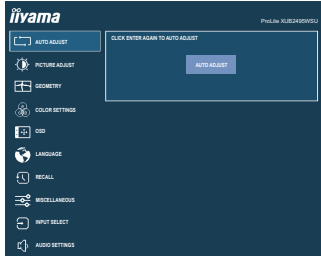 iiyama
ProLite XUB2495WSU
AUTO ADJUST
CLICK ENTER AGAIN TO AUTO ADJUST
AUTO ADJUST
PICTURE ADJUST
GEOMETRY
COLOR SETTINGS
OSD
LANGUAGE
RECALL
MISCELLANEOUS
INPUT SELECT
AUDIO SETTINGS